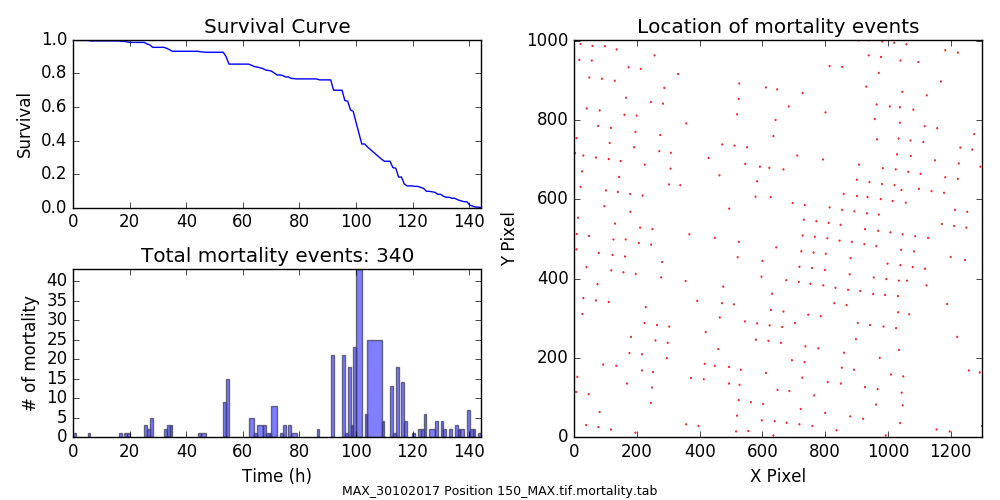 Survival Curve
1.0
0.8
0.6
0.4
0.2
0.0
Survival
0 20 40 60 80 100 120 140
Total mortality events: 340
40
35
30
25
20
15
10
5
0
# of mortality
0 20 40 60 80 100 120 140
Time (h)
Location of mortality events
1000
800
600
400
200
0
Y Pixel
0 200 400 600 800 1000 1200
X Pixel
MAX_30102017 Position 150_MAX.tif.mortality.tab